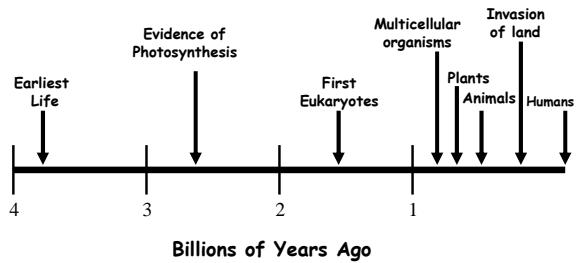 Earliest
Life
Evidence of
Photosynthesis
First
Eukaryotes
Multicellular
organisms
Plants
Animals
Invasion
of land
Humans
4
3
2
1
Billions of Years Ago